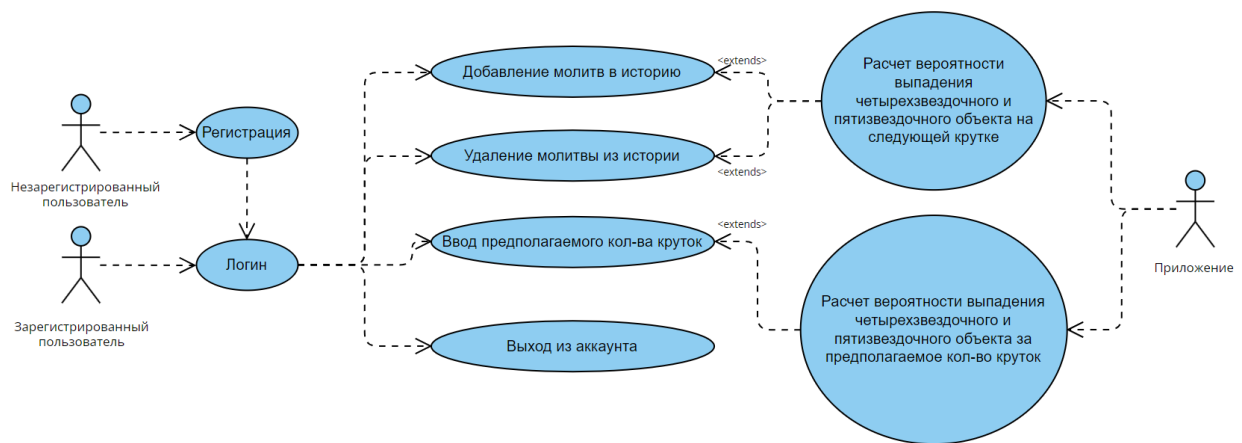 Незарегистрированный
пользователь
Регистрация
Зарегистрированный
пользователь
Логин
Добавление молитв в историю
<extends>
Удаление молитвы из истории
<extends>
Ввод предполагаемого кол-ва круток
<extends>
Выход из аккаунта
Расчет вероятности
выпадения
четырехзвездочного и
пятизвездочного объекта на
следующей крутке
Расчет вероятности выпадения
четырехзвездочного и
пятизвездочного объекта за
предполагаемое кол-во круток
Приложение